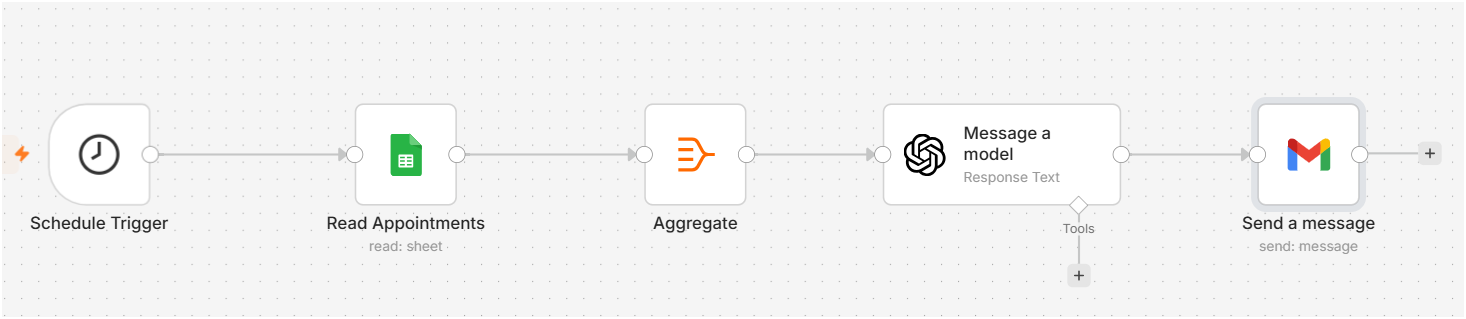 Schedule Trigger
Read Appointments
read: sheet
Aggregate
Message a
model
Response Text
Tools
+
Send a message
send: message
+